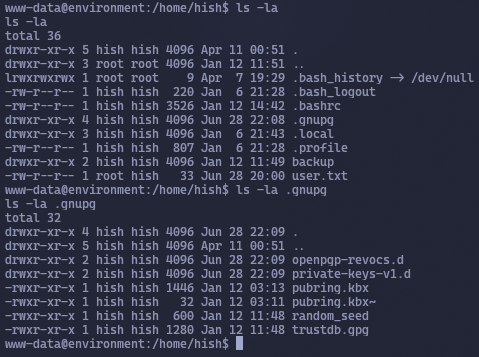 www-data@environment:/home/hish$ ls -la
ls -la
total 36
drwxr-xr-x 5 hish hish 4096 Apr 11 00:51 .
drwxr-xr-x 3 root root 4096 Jan 12 11:51 ..
lrwxrwxrwx 1 root root    9 Apr  7 19:29 .bash_history -> /dev/null
-rw-r--r-- 1 hish hish  220 Jan  6 21:28 .bash_logout
-rw-r--r-- 1 hish hish 3526 Jan 12 14:42 .bashrc
drwxr-xr-x 4 hish hish 4096 Jun 28 22:08 .gnupg
drwxr-xr-x 3 hish hish 4096 Jan  6 21:43 .local
-rw-r--r-- 1 hish hish  807 Jan  6 21:28 .profile
drwxr-xr-x 2 hish hish 4096 Jan 12 11:49 backup
-rw-r--r-- 1 root hish   33 Jun 28 20:00 user.txt
www-data@environment:/home/hish$ ls -la .gnupg
ls -la .gnupg
total 32
drwxr-xr-x 4 hish hish 4096 Jun 28 22:09 .
drwxr-xr-x 5 hish hish 4096 Apr 11 00:51 ..
drwxr-xr-x 2 hish hish 4096 Jun 28 22:09 openpgp-revocs.d
drwxr-xr-x 2 hish hish 4096 Jun 28 22:09 private-keys-v1.d
-rwxr-xr-x 1 hish hish 1446 Jan 12 03:13 pubring.kbx
-rwxr-xr-x 1 hish hish   32 Jan 12 03:11 pubring.kbx~
-rwxr-xr-x 1 hish hish  600 Jan 12 11:48 random_seed
-rwxr-xr-x 1 hish hish 1280 Jan 12 11:48 trustdb.gpg
www-data@environment:/home/hish$